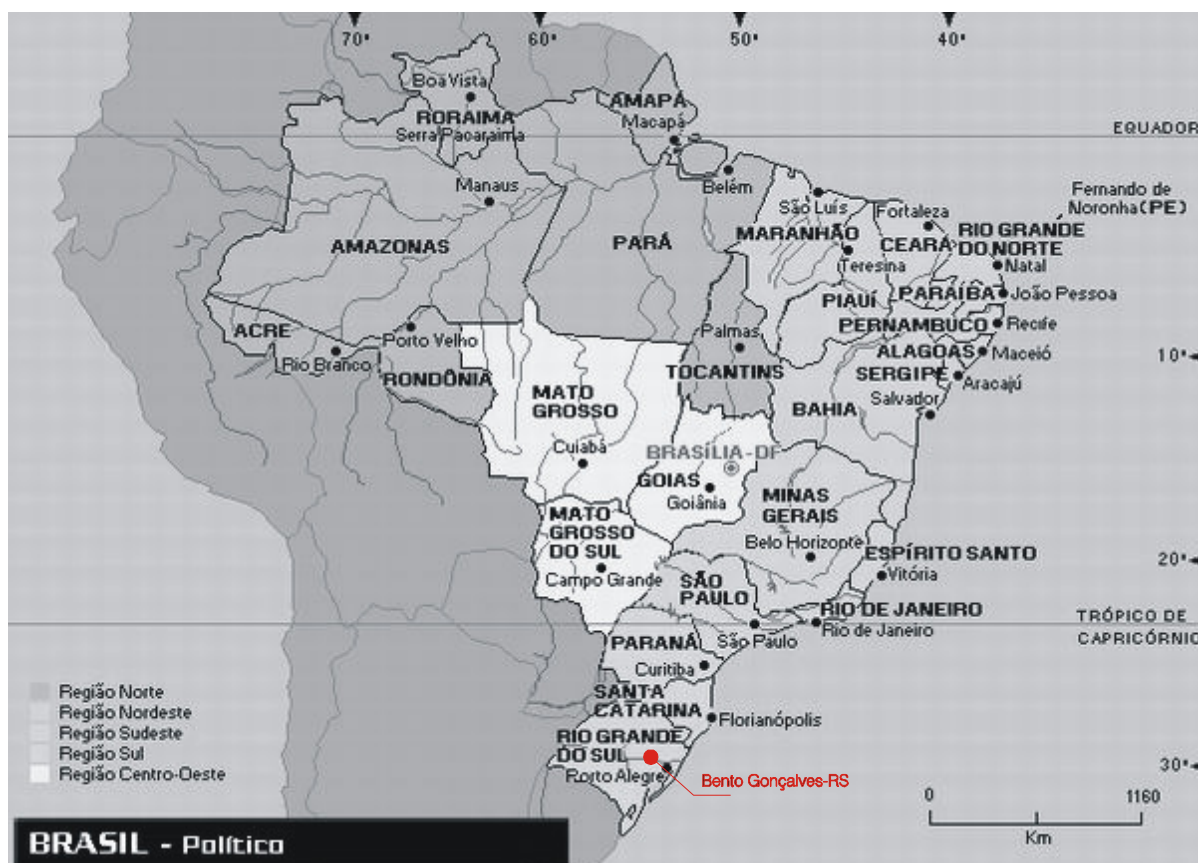 70°
60°
50°
40°
Boa Vista
RORAIMA
Serra Pacaraima
AMAPÁ
Macapá
EQUADOR
Manaus
Belém
São Luís
Fortaleza
Fernando de
Noronha(PE)
AMAZONAS
PARÁ
MARANHÃO
Teresina
CEARÁ
RIO GRANDE
DO NORTE
Natal
PIAUÍ
PARAÍBA
João Pessoa
ACRE
Rio Branco
Porto Velho
RONDÔNIA
Palmas
TOCANTINS
PERNAMBUCO
Recife
ALAGOAS
Maceió
10°
SERGIPE
Aracajú
MATO
GROSSO
Cuiabá
BAHIA
Salvador
BRASÍLIA-DF
GOIAS
Goiânia
MINAS
GERAIS
Belo Horizonte
MATO
GROSSO
DO SUL
Campo Grande
ESPÍRITO SANTO
Vitória
20°
SÃO
PAULO
São Paulo
RIO DE JANEIRO
Rio de Janeiro
TRÓPICO DE
CAPRICÓRNIO
PARANÁ
Curitiba
SANTA
CATARINA
Florianópolis
RIO GRANDE
DO SUL
Porto Alegre
Bento Gonçalves-RS
30°
Região Norte
Região Nordeste
Região Sudeste
Região Sul
Região Centro-Oeste
0
1160
Km
BRASIL - Político